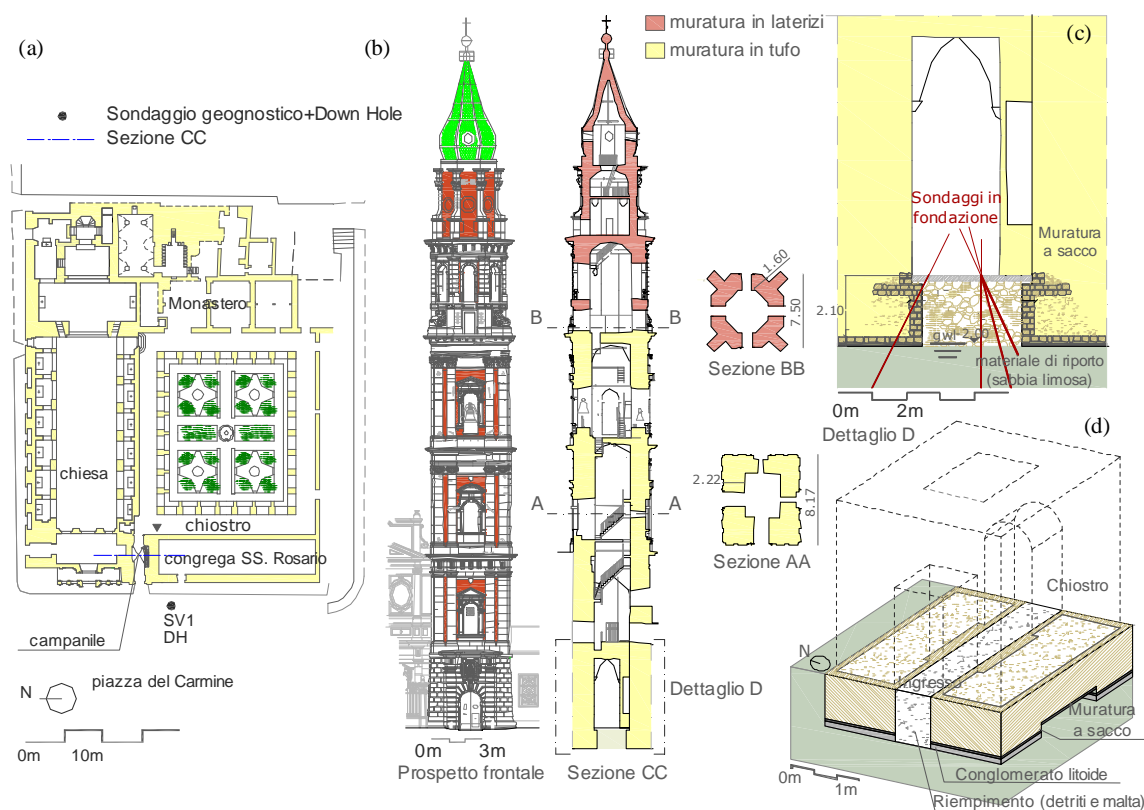 (a)
Sondaggio geognostico+Down Hole
Sezione CC
Monastero
chiesa
chiostro
congrega SS. Rosario
campanile
SV1
DH
N
piazza del Carmine
0m
10m
(b)
muratura in laterizi
muratura in tufo
B
B
A
A
1.60
7.50
Sezione BB
2.22
8.17
Sezione AA
Dettaglio D
0m
3m
Prospetto frontale
Sezione CC
(c)
Sondaggi in
fondazione
Muratura
a sacco
2.10
gwl-2.00
materiale di riporto
(sabbia limosa)
0m
2m
Dettaglio D
(d)
Chiostro
N
Ingresso
Muratura
a sacco
Conglomerato litoide
Riempimento (detriti e malta)
0m
1m